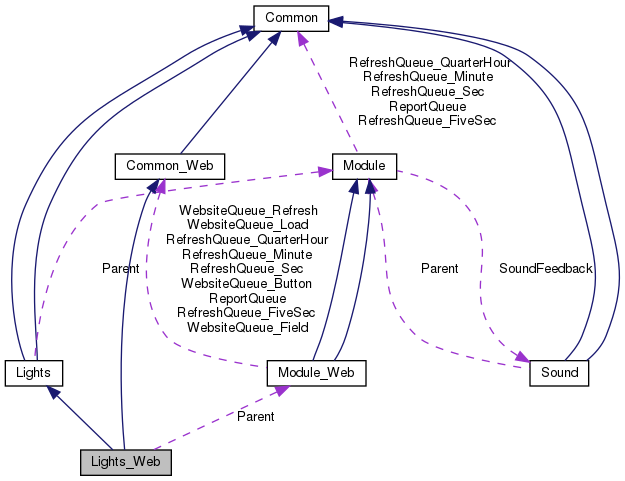 Common
RefreshQueue_QuarterHour
RefreshQueue_Minute
RefreshQueue_Sec
ReportQueue
RefreshQueue_FiveSec
Common_Web
Module
WebsiteQueue_Refresh
WebsiteQueue_Load
RefreshQueue_QuarterHour
RefreshQueue_Minute
RefreshQueue_Sec
WebsiteQueue_Button
ReportQueue
RefreshQueue_FiveSec
WebsiteQueue_Field
Parent
Parent
SoundFeedback
Lights
Module_Web
Sound
Parent
Lights_Web